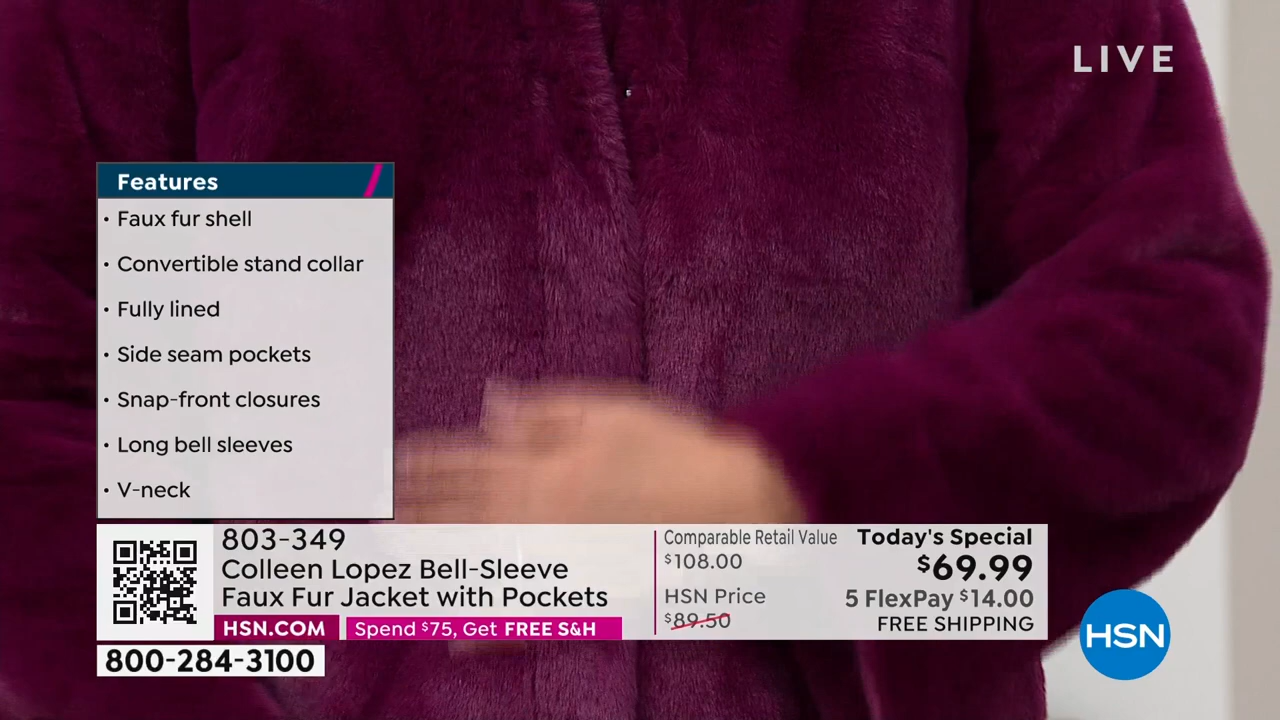 LIVE
Features
• Faux fur shell
• Convertible stand collar
• Fully lined
• Side seam pockets
• Snap-front closures
• Long bell sleeves
• V-neck
803-349
Colleen Lopez Bell-Sleeve
Faux Fur Jacket with Pockets
HSN.COM
Spend $75, Get FREE S&H
800-284-3100
Comparable Retail Value
$108.00
HSN Price
$89.50
Today's Special
$69.99
5 FlexPay $14.00
FREE SHIPPING
HSN